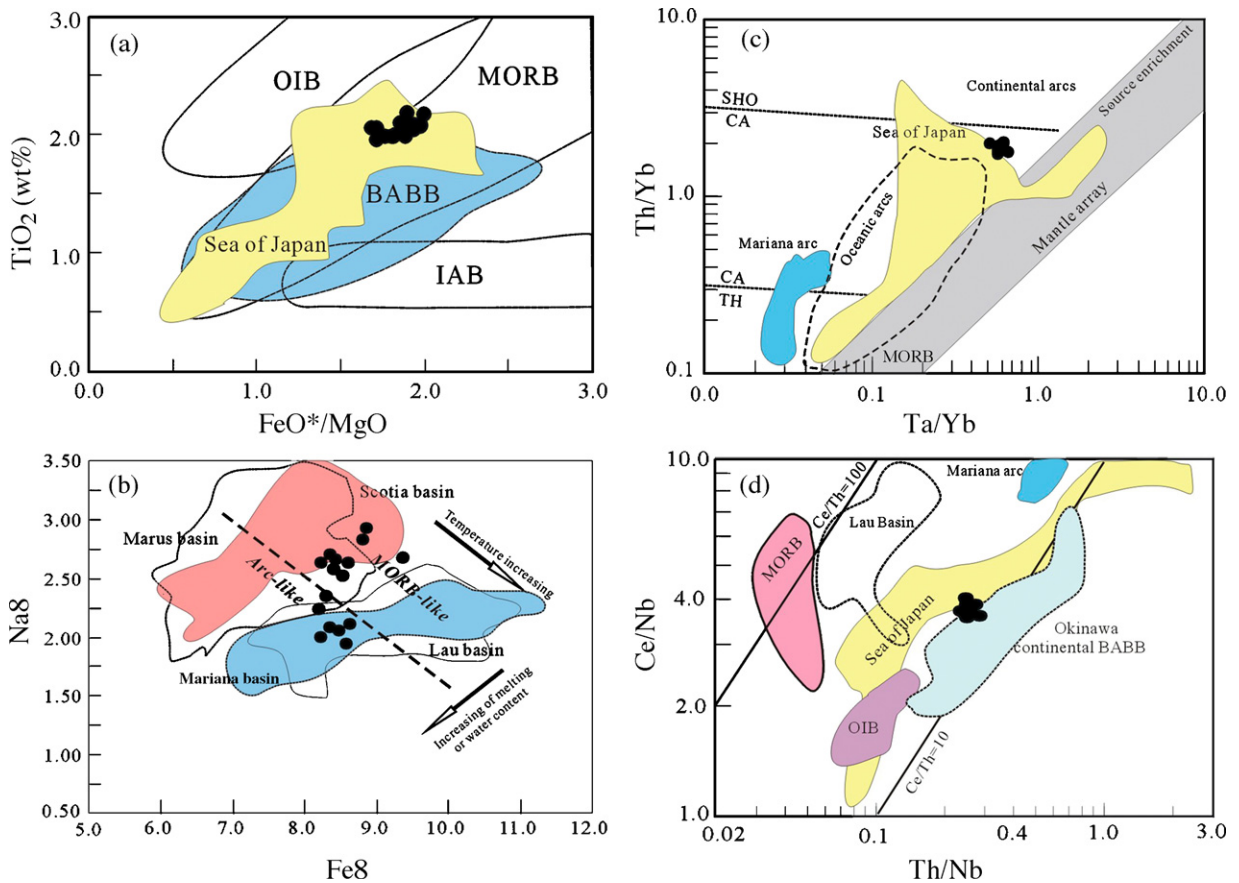 (a)
3.0
2.0
1.0
0.0
TiO2 (wt%)
OIB
MORB
BABB
Sea of Japan
IAB
0.0
1.0
2.0
3.0
FeO*/MgO
(c)
10.0
1.0
0.1
Th/Yb
SHO
CA
Continental arcs
Source enrichment
Sea of Japan
Oceanic arcs
Mariana arc
Mantle array
CA
TH
MORB
0.0
0.1
1.0
10.0
Ta/Yb
(b)
3.50
3.00
2.50
2.00
1.50
1.00
0.50
Na8
Scotia basin
Marus basin
Temperature increasing
Arc-like
MORB-like
Lau basin
Mariana basin
Increasing of melting
or water content
5.0
6.0
7.0
8.0
9.0
10.0
11.0
12.0
Fe8
(d)
10.0
4.0
2.0
1.0
Ce/Nb
Mariana arc
Ce/Th=100
Lau Basin
MORB
Sea of Japan
Okinawa
continental BABB
OIB
Ce/Th=10
0.02
0.1
0.4
1.0
3.0
Th/Nb